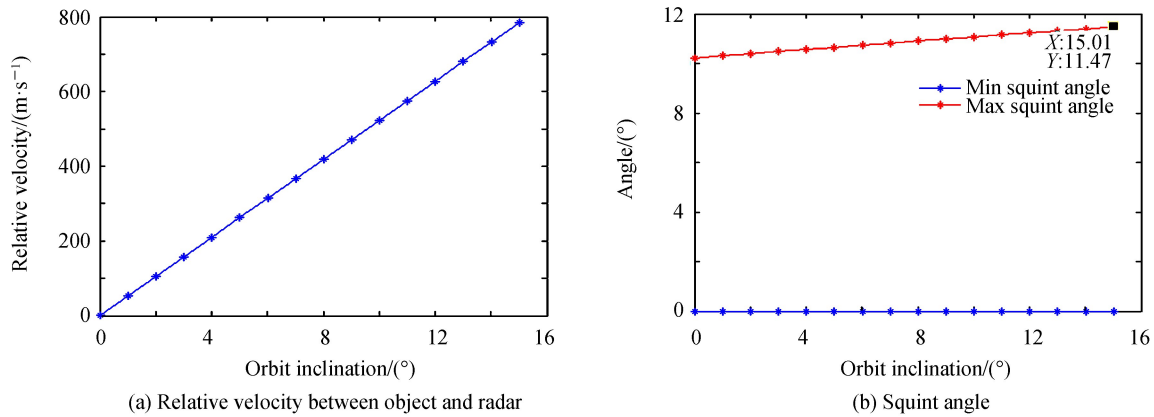 800
600
400
200
0
Relative velocity/(m·s⁻¹)
0 4 8 12 16
Orbit inclination/(°)
(a) Relative velocity between object and radar
12
8
4
0
Angle/(°)
X:15.01
Y:11.47
Min squint angle
Max squint angle
0 4 8 12 16
Orbit inclination/(°)
(b) Squint angle